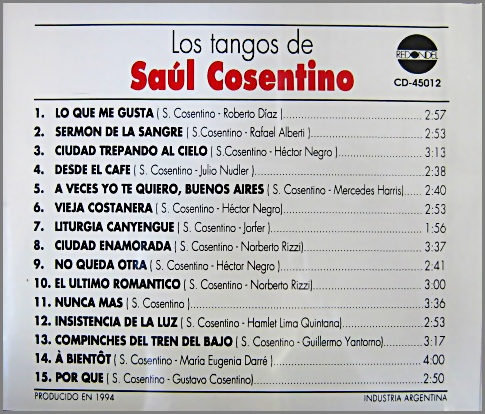 Los tangos de
Saúl Cosentino
REDONDEL
CD-45012
1. LO QUE ME GUSTA ( S. Cosentino - Roberto Díaz ) 2:57
2. SERMON DE LA SANGRE ( S.Cosentino - Rafael Alberti ) 2:53
3. CIUDAD TREPANDO AL CIELO ( S.Cosentino - Héctor Negro ) 3:13
4. DESDE EL CAFE ( S. Cosentino - Julio Nudler ) 2:38
5. A VECES YO TE QUIERO, BUENOS AIRES ( S. Cosentino - Mercedes Harris) 2:40
6. VIEJA COSTANERA ( S. Cosentino - Héctor Negro) 2:53
7. LITURGIA CANYENGUE ( S. Cosentino - Jorfer ) 1:56
8. CIUDAD ENAMORADA ( S. Cosentino - Norberto Rizzi) 3:37
9. NO QUEDA OTRA ( S. Cosentino - Héctor Negro ) 2:41
10. EL ULTIMO ROMANTICO ( S. Cosentino - Norberto Rizzi) 3:00
11. NUNCA MAS ( S. Cosentino ) 3:36
12. INSISTENCIA DE LA LUZ ( S. Cosentino - Hamlet Lima Quintana) 2:53
13. COMPINCHES DEL TREN DEL BAJO ( S. Cosentino - Guillermo Yantorno) 3:17
14. À BIENTÔT ( S. Cosentino - María Eugenia Darré ) 4:00
15. POR QUE ( S. Cosentino - Gustavo Cosentino) 2:50
PRODUCIDO EN 1994
INDUSTRIA ARGENTINA